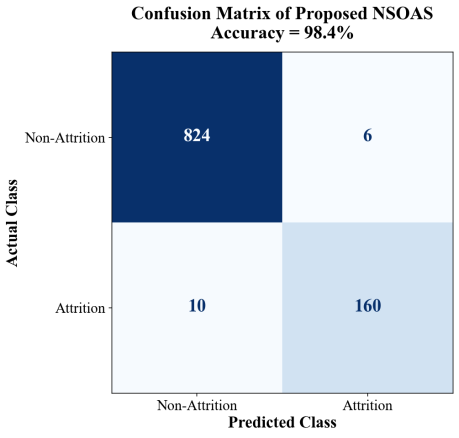 Confusion Matrix of Proposed NSOAS
Accuracy = 98.4%
Actual Class
Non-Attrition
824
6
Attrition
10
160
Non-Attrition
Attrition
Predicted Class